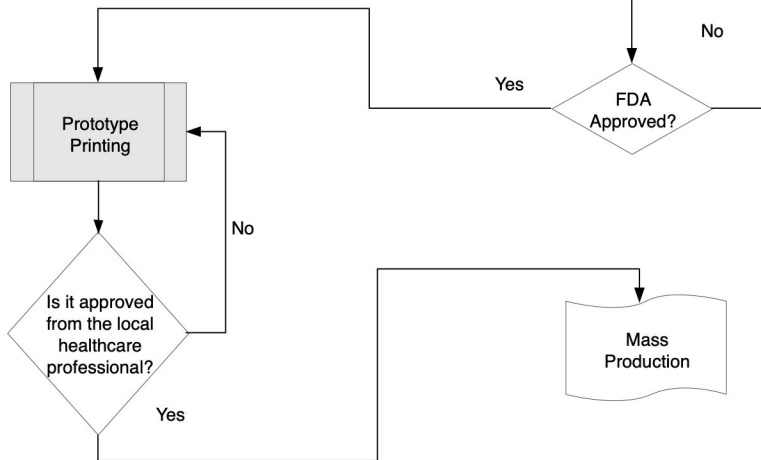 No
Yes
FDA
Approved?
Prototype
Printing
No
Is it approved
from the local
healthcare
professional?
Mass
Production
Yes